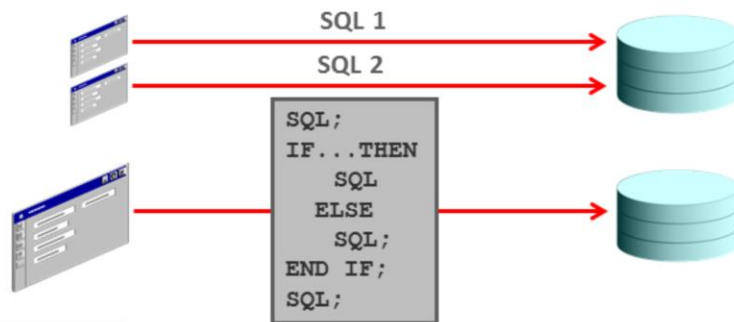 SQL 1
SQL 2
SQL;
IF...THEN
SQL
ELSE
SQL;
END IF;
SQL;